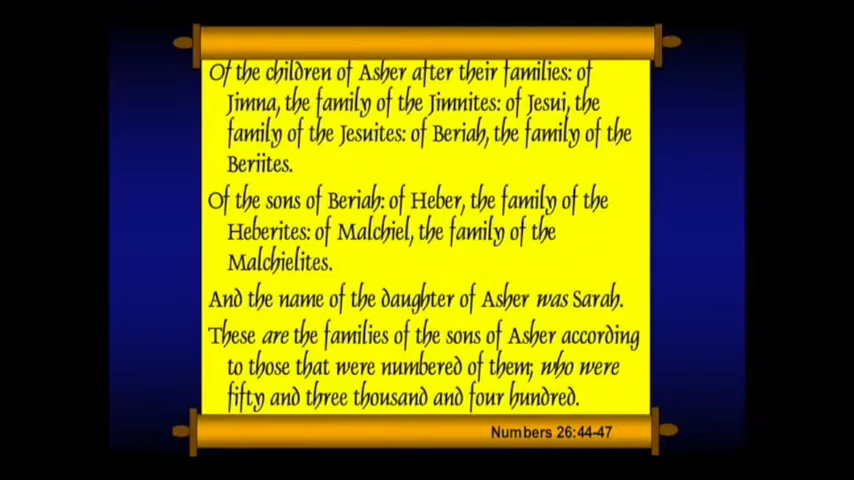 Of the children of Asher after their families: of
Jimna, the family of the Jimnites: of Jesui, the
family of the Jesuites: of Beriah, the family of the
Beriites.
Of the sons of Beriah: of Heber, the family of the
Heberites: of Malchiel, the family of the
Malchielites.
And the name of the daughter of Asher was Sarah.
These are the families of the sons of Asher according
to those that were numbered of them; who were
fifty and three thousand and four hundred.
Numbers 26:44-47